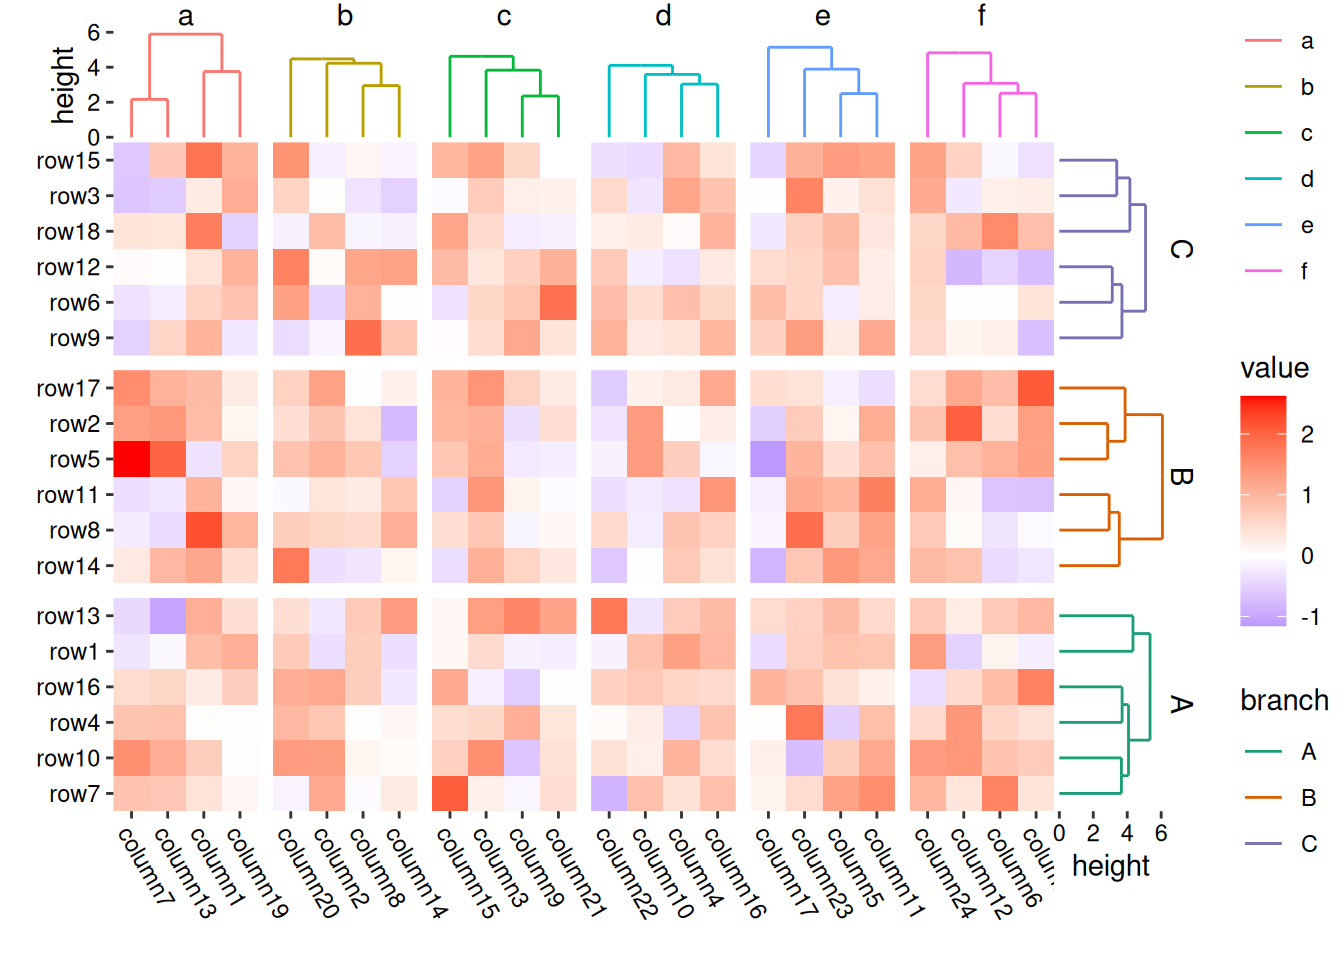 a b c d e f
height
6
4
2
0
row15
row3
row18
row12
row6
row9
row17
row2
row5
row11
row8
row14
row13
row1
row16
row4
row10
row7
C
B
A
column7
column13
column1
column19
column20
column2
column8
column14
column15
column3
column9
column21
column22
column10
column4
column16
column17
column23
column5
column11
column24
column12
column6
0 2 4 6
height
a
b
c
d
e
f
value
2
1
0
-1
branch
A
B
C